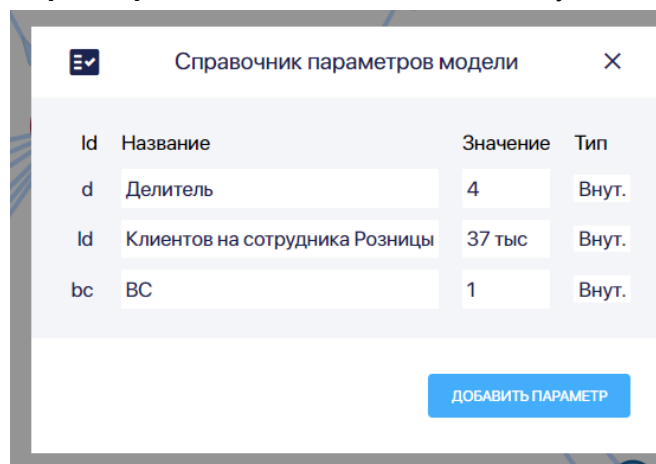 Справочник параметров модели
Id Название Значение Тип
d Делитель 4 Внут.
ld Клиентов на сотрудника Розницы 37 тыс Внут.
bc BC 1 Внут.
ДОБАВИТЬ ПАРАМЕТР